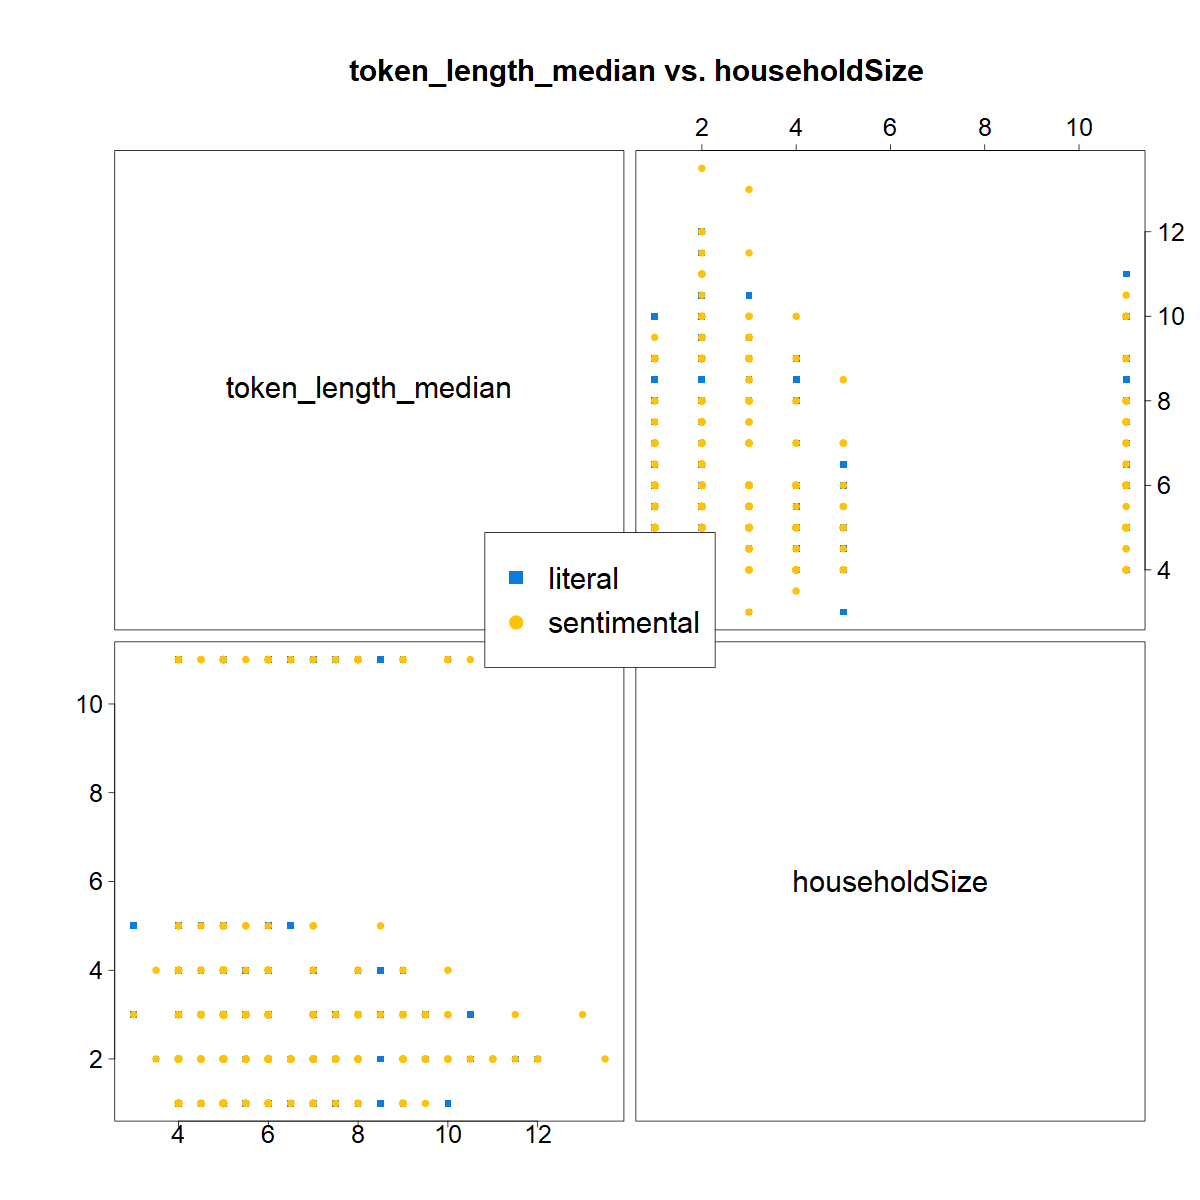 token_length_median vs. householdSize
2 4 6 8 10
token_length_median
12
10
8
6
4
literal
sentimental
10
8
6
4
2
householdSize
4 6 8 10 12